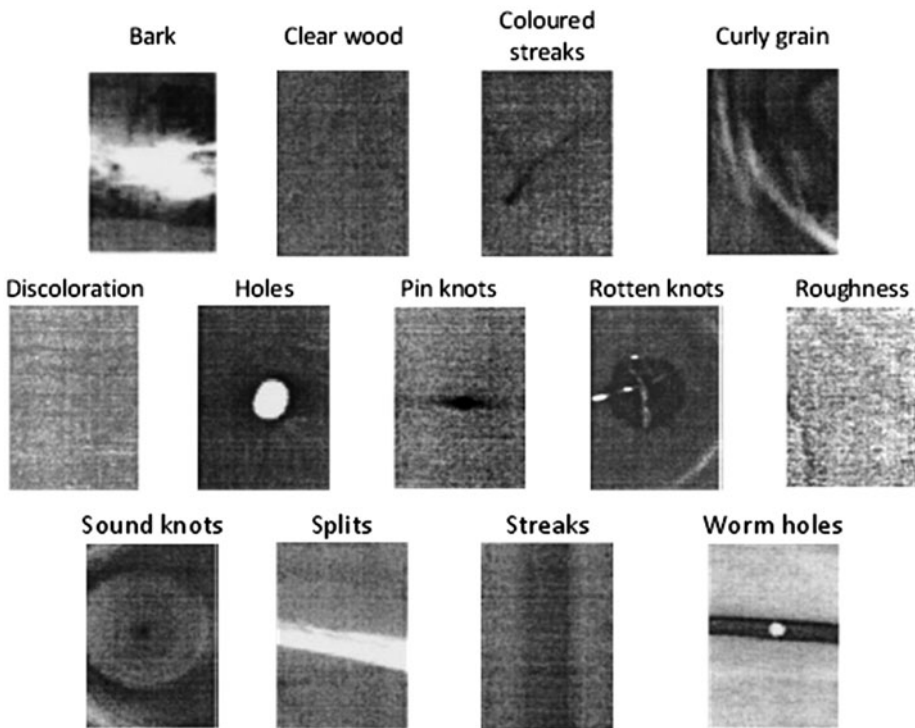 Bark
Clear wood
Coloured
streaks
Curly grain
Discoloration
Holes
Pin knots
Rotten knots
Roughness
Sound knots
Splits
Streaks
Worm holes